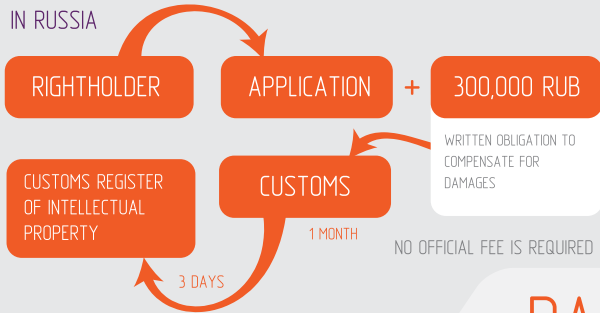 IN RUSSIA
RIGHTHOLDER
APPLICATION
+
300,000 RUB
WRITTEN OBLIGATION TO
COMPENSATE FOR
DAMAGES
CUSTOMS REGISTER
OF INTELLECTUAL
PROPERTY
CUSTOMS
1 MONTH
NO OFFICIAL FEE IS REQUIRED
3 DAYS